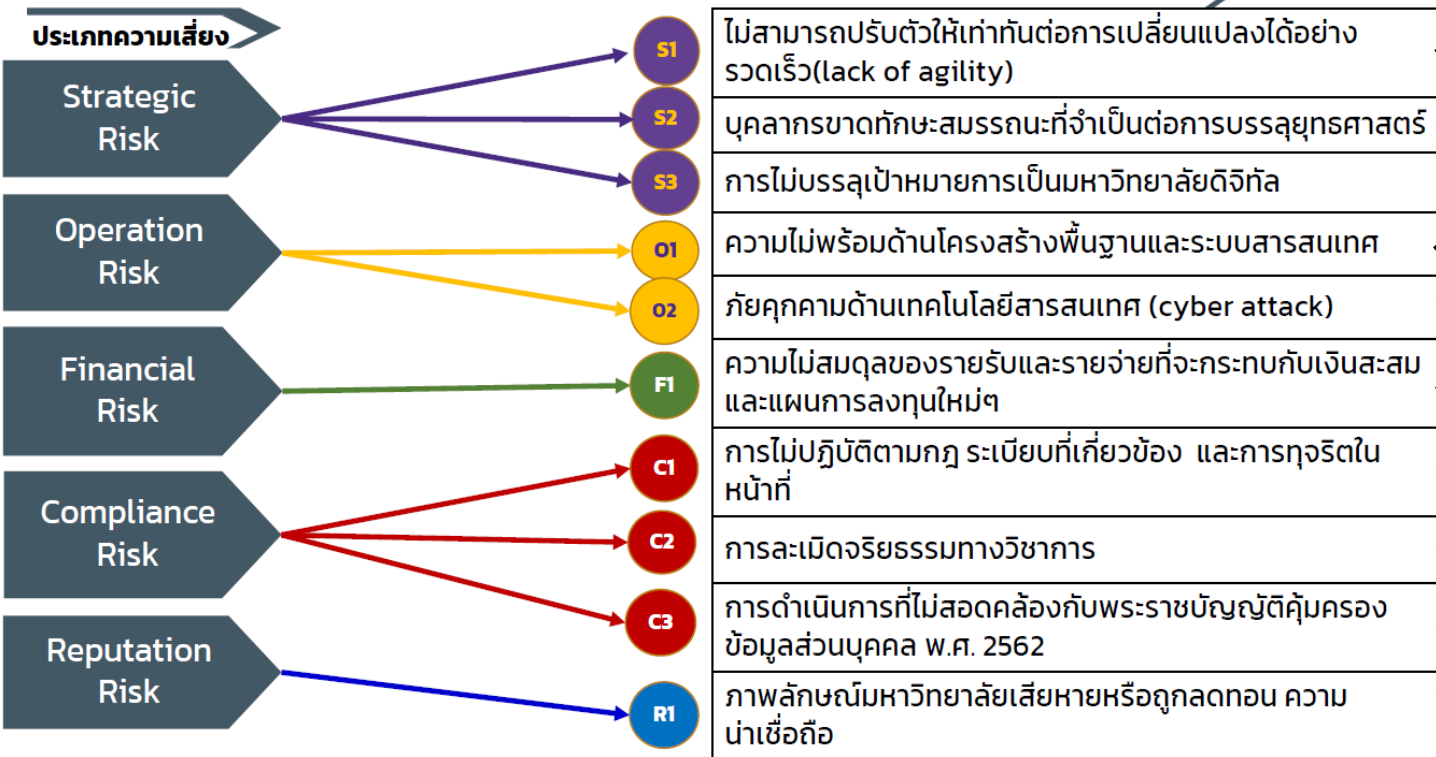 ประเภทความเสี่ยง
Strategic
Risk
S1
ไม่สามารถปรับตัวให้เท่าทันต่อการเปลี่ยนแปลงได้อย่าง
รวดเร็ว(lack of agility)
S2
บุคลากรขาดทักษะสมรรถนะที่จำเป็นต่อการบรรลุยุทธศาสตร์
S3
การไม่บรรลุเป้าหมายการเป็นมหาวิทยาลัยดิจิทัล
Operation
Risk
O1
ความไม่พร้อมด้านโครงสร้างพื้นฐานและระบบสารสนเทศ
O2
ภัยคุกคามด้านเทคโนโลยีสารสนเทศ (cyber attack)
Financial
Risk
F1
ความไม่สมดุลของรายรับและรายจ่ายที่จะกระทบกับเงินสะสม
และแผนการลงทุนใหม่ๆ
Compliance
Risk
C1
การไม่ปฏิบัติตามกฎ ระเบียบที่เกี่ยวข้อง และการทุจริตใน
หน้าที่
C2
การละเมิดจริยธรรมทางวิชาการ
C3
การดำเนินการที่ไม่สอดคล้องกับพระราชบัญญัติคุ้มครอง
ข้อมูลส่วนบุคคล พ.ศ. 2562
Reputation
Risk
R1
ภาพลักษณ์มหาวิทยาลัยเสียหายหรือถูกลดทอน ความ
น่าเชื่อถือ